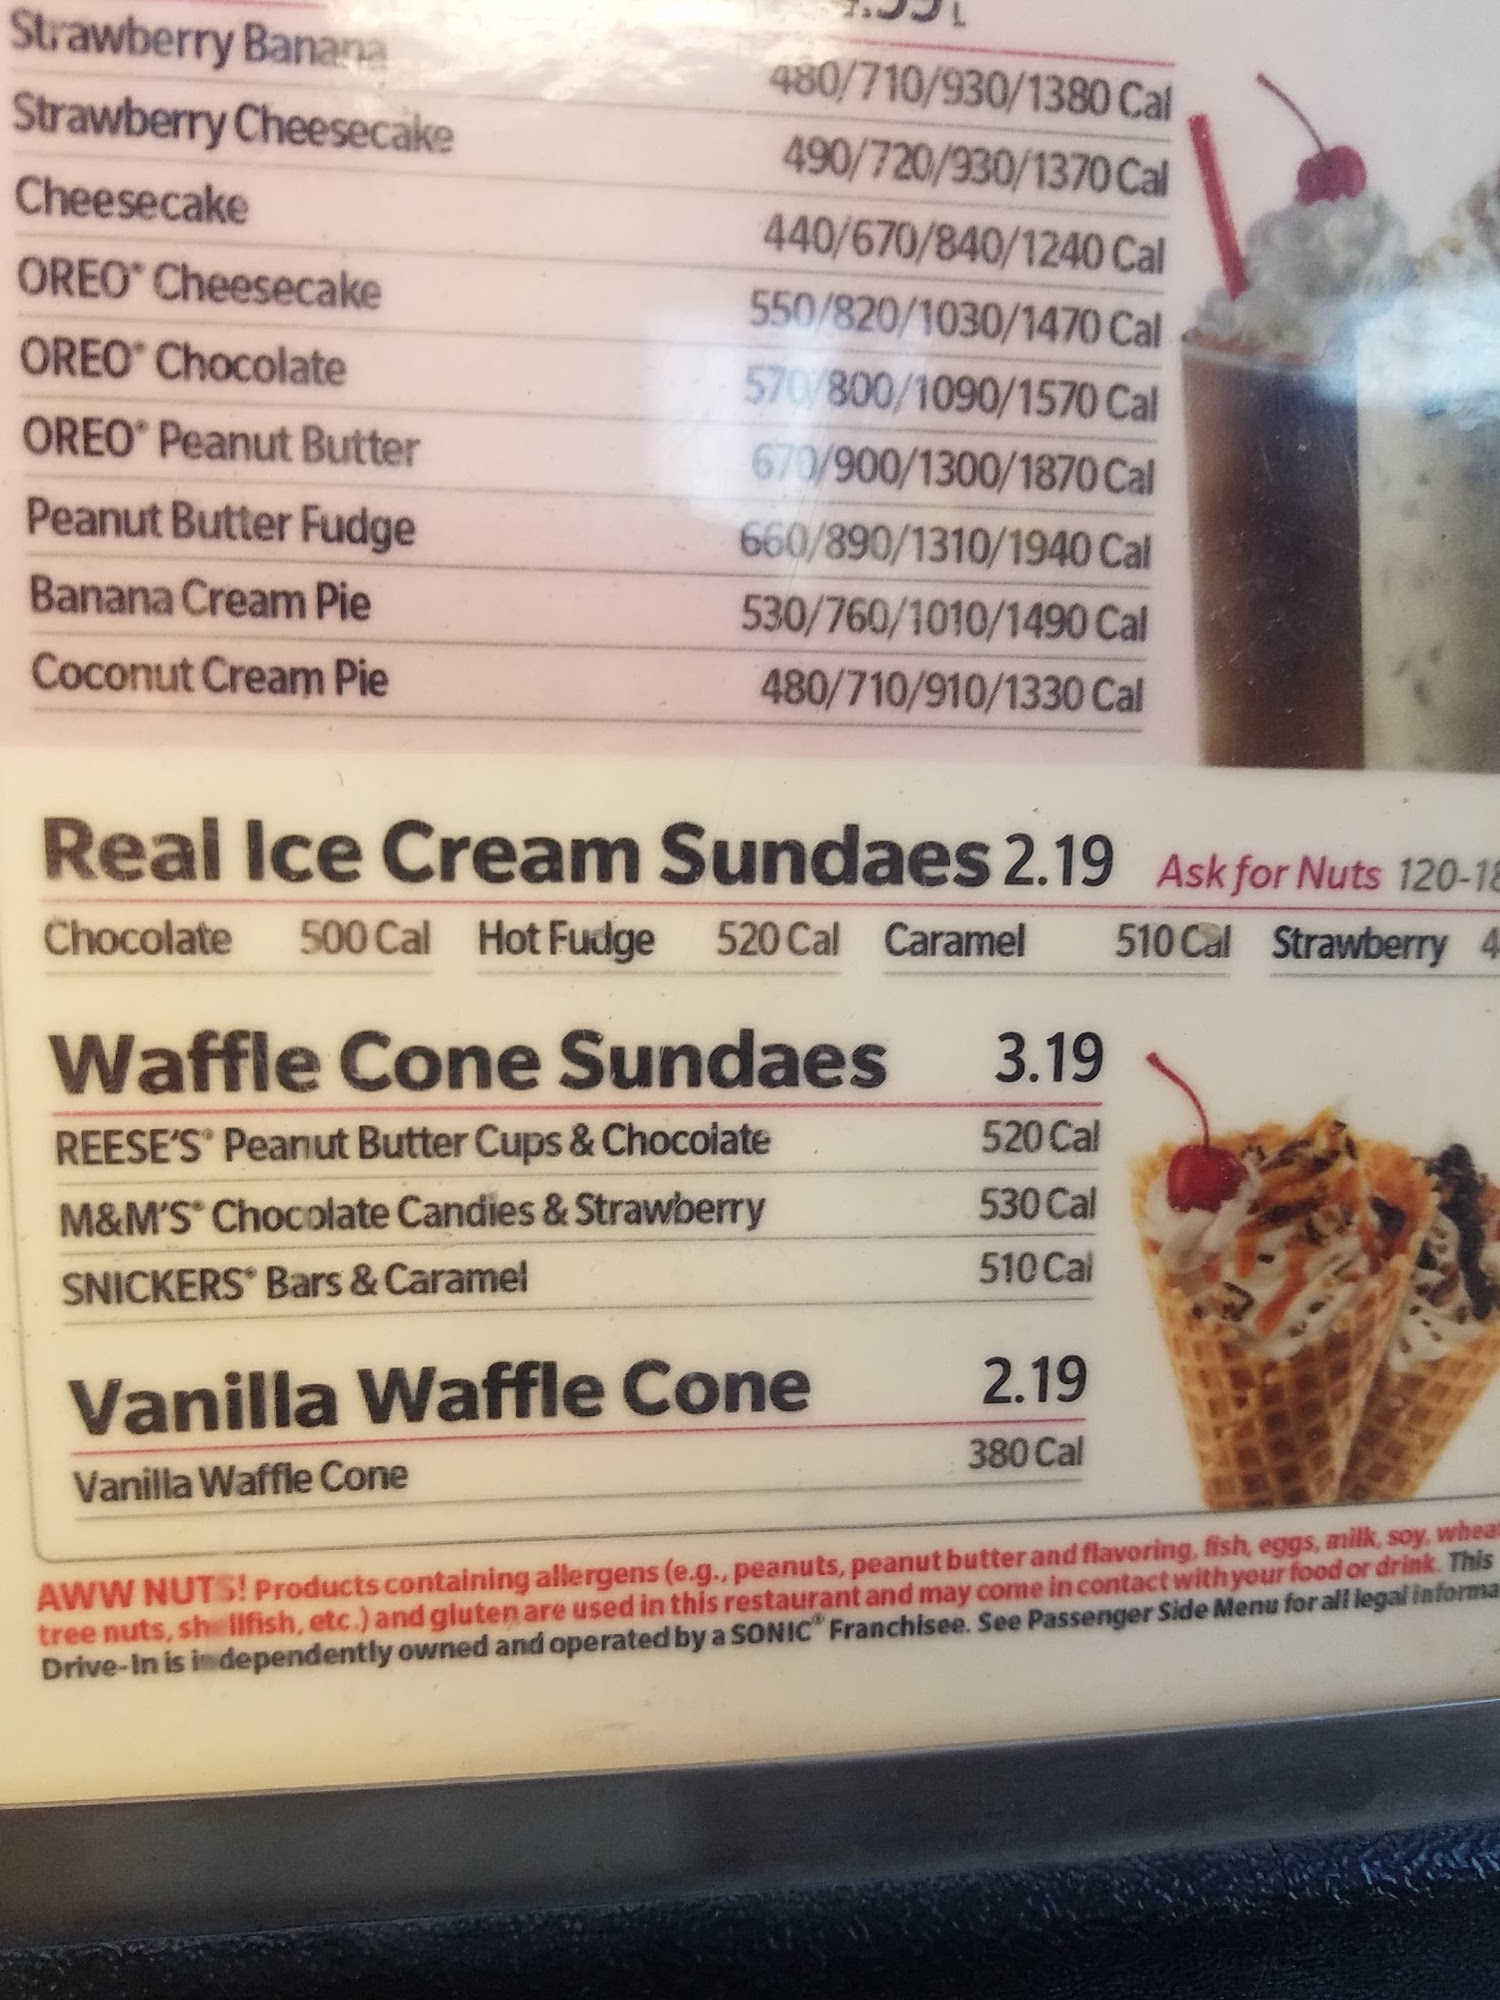 Strawberry Banana 480/710/930/1380 Cal
Strawberry Cheesecake 490/720/930/1370 Cal
Cheesecake 440/670/840/1240 Cal
OREO® Cheesecake 550/820/1030/1470 Cal
OREO® Chocolate 570/800/1090/1570 Cal
OREO® Peanut Butter 670/900/1300/1870 Cal
Peanut Butter Fudge 660/890/1310/1940 Cal
Banana Cream Pie 530/760/1010/1490 Cal
Coconut Cream Pie 480/710/910/1330 Cal
Real Ice Cream Sundaes 2.19 Ask for Nuts
Chocolate 500 Cal Hot Fudge 520 Cal Caramel 510 Cal Strawberry
Waffle Cone Sundaes 3.19
REESE'S® Peanut Butter Cups & Chocolate 520 Cal
M&M'S® Chocolate Candies & Strawberry 530 Cal
SNICKERS® Bars & Caramel 510 Cal
Vanilla Waffle Cone 2.19
Vanilla Waffle Cone 380 Cal
AWW NUTS! Products containing allergens (e.g., peanuts, peanut butter and flavoring, fish, eggs, milk, soy,
tree nuts, shellfish, etc.) and gluten are used in this restaurant and may come in contact with your food or drink. This
Drive-In is independently owned and operated by a SONIC® Franchisee. See Passenger Side Menu for all legal